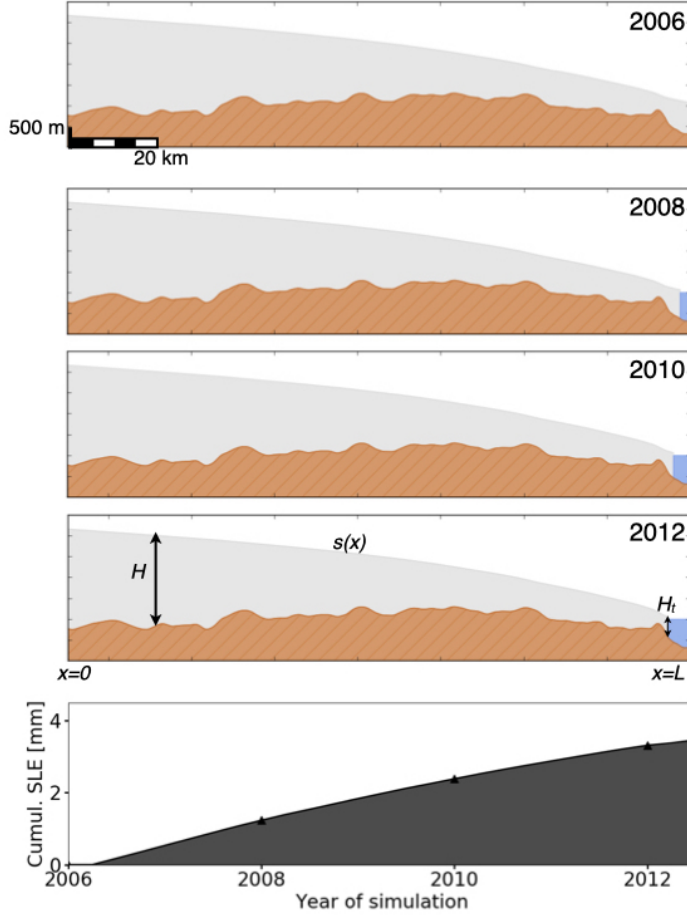 2006
500 m
20 km
2008
2010
2012
s(x)
H
Hₜ
x=0
x=L
Cumul. SLE [mm]
4
2
0
2006
2008
2010
2012
Year of simulation